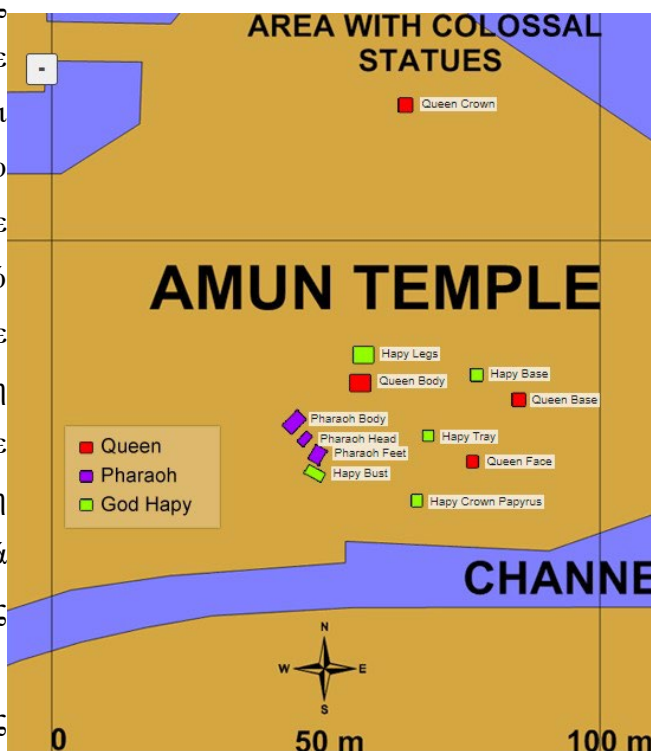 AREA WITH COLOSSAL
STATUES
-
Queen Crown
AMUN TEMPLE
Hapy Legs
Hapy Base
Queen Body
Queen Base
Pharaoh Body
Pharaoh Head
Hapy Tray
Pharaoh Feet
Queen Face
Hapy Bust
Hapy Crown Papyrus
Queen
Pharaoh
God Hapy
CHANNE
N
W E
S
0 50 m 100 m